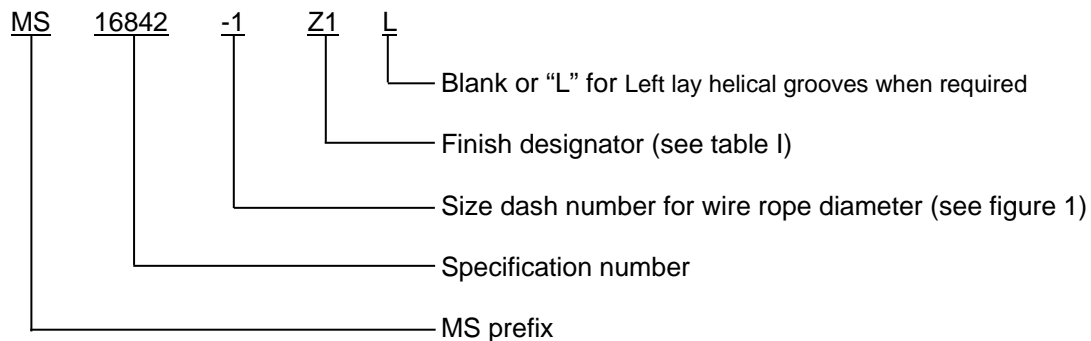 MS 16842 -1 Z1 L
Blank or “L” for Left lay helical grooves when required
Finish designator (see table I)
Size dash number for wire rope diameter (see figure 1)
Specification number
MS prefix